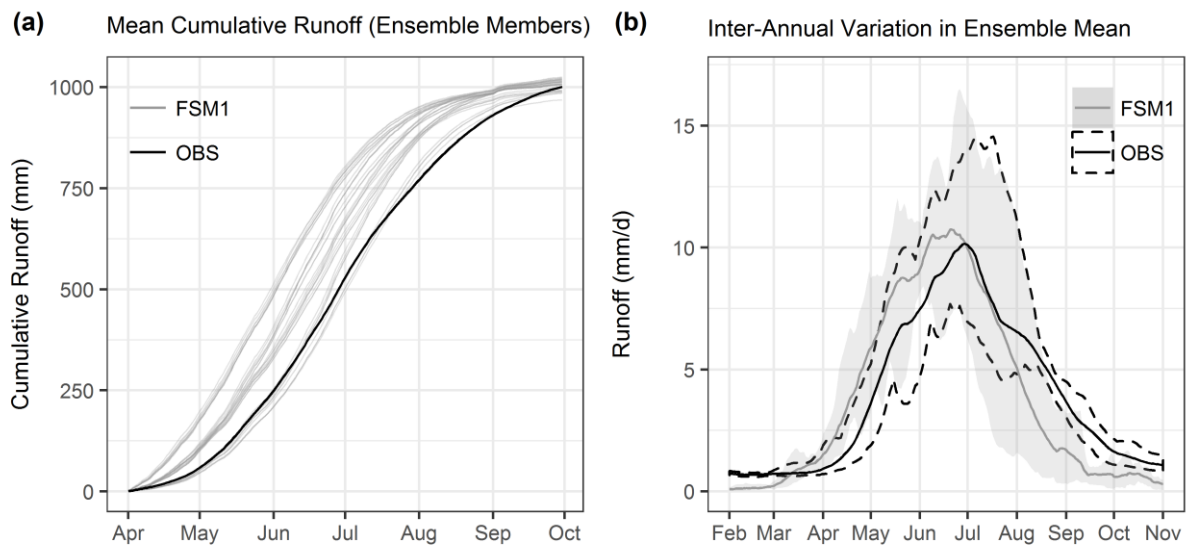 (a) Mean Cumulative Runoff (Ensemble Members)
Cumulative Runoff (mm)
1000
750
500
250
0
FSM1
OBS
Apr May Jun Jul Aug Sep Oct
(b) Inter-Annual Variation in Ensemble Mean
Runoff (mm/d)
15
10
5
0
FSM1
OBS
Feb Mar Apr May Jun Jul Aug Sep Oct Nov